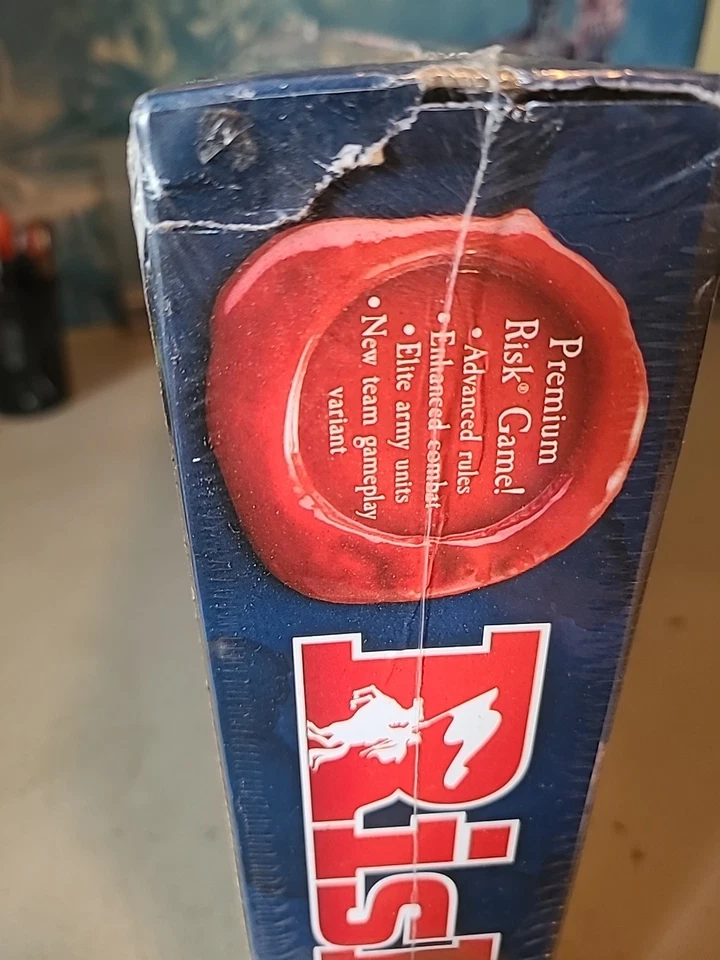 Premium
Risk® Game!
• Advanced rules
• Enhanced combat
• Elite army units
• New team gameplay
variant
Risk